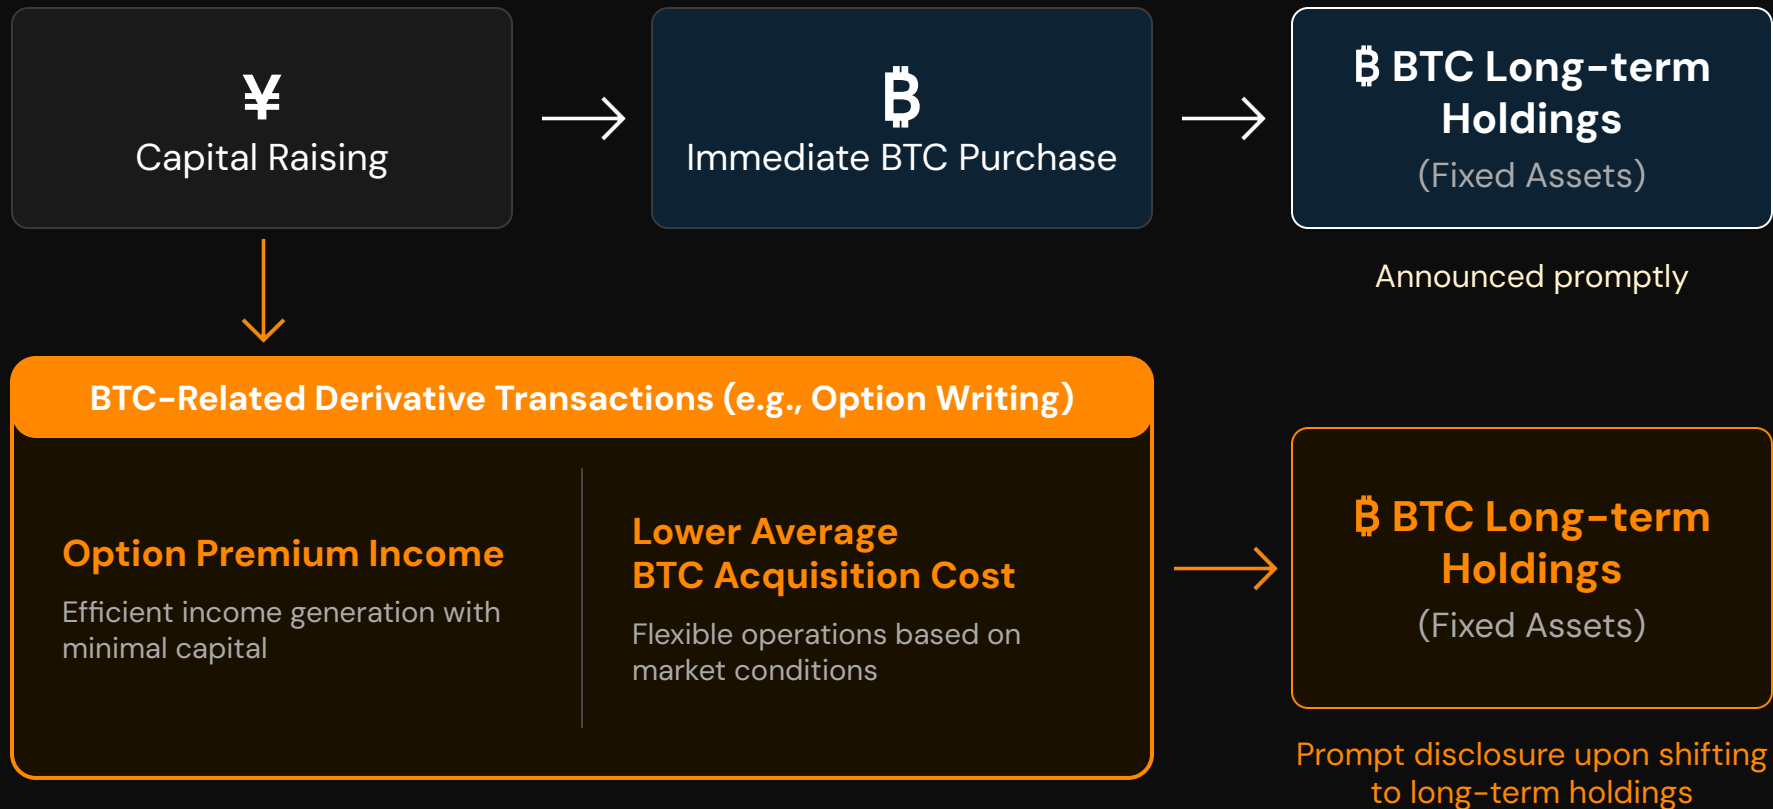 ¥
Capital Raising
₿
Immediate BTC Purchase
₿ BTC Long-term
Holdings
(Fixed Assets)
Announced promptly
BTC-Related Derivative Transactions (e.g., Option Writing)
Option Premium Income
Efficient income generation with
minimal capital
Lower Average
BTC Acquisition Cost
Flexible operations based on
market conditions
₿ BTC Long-term
Holdings
(Fixed Assets)
Prompt disclosure upon shifting
to long-term holdings